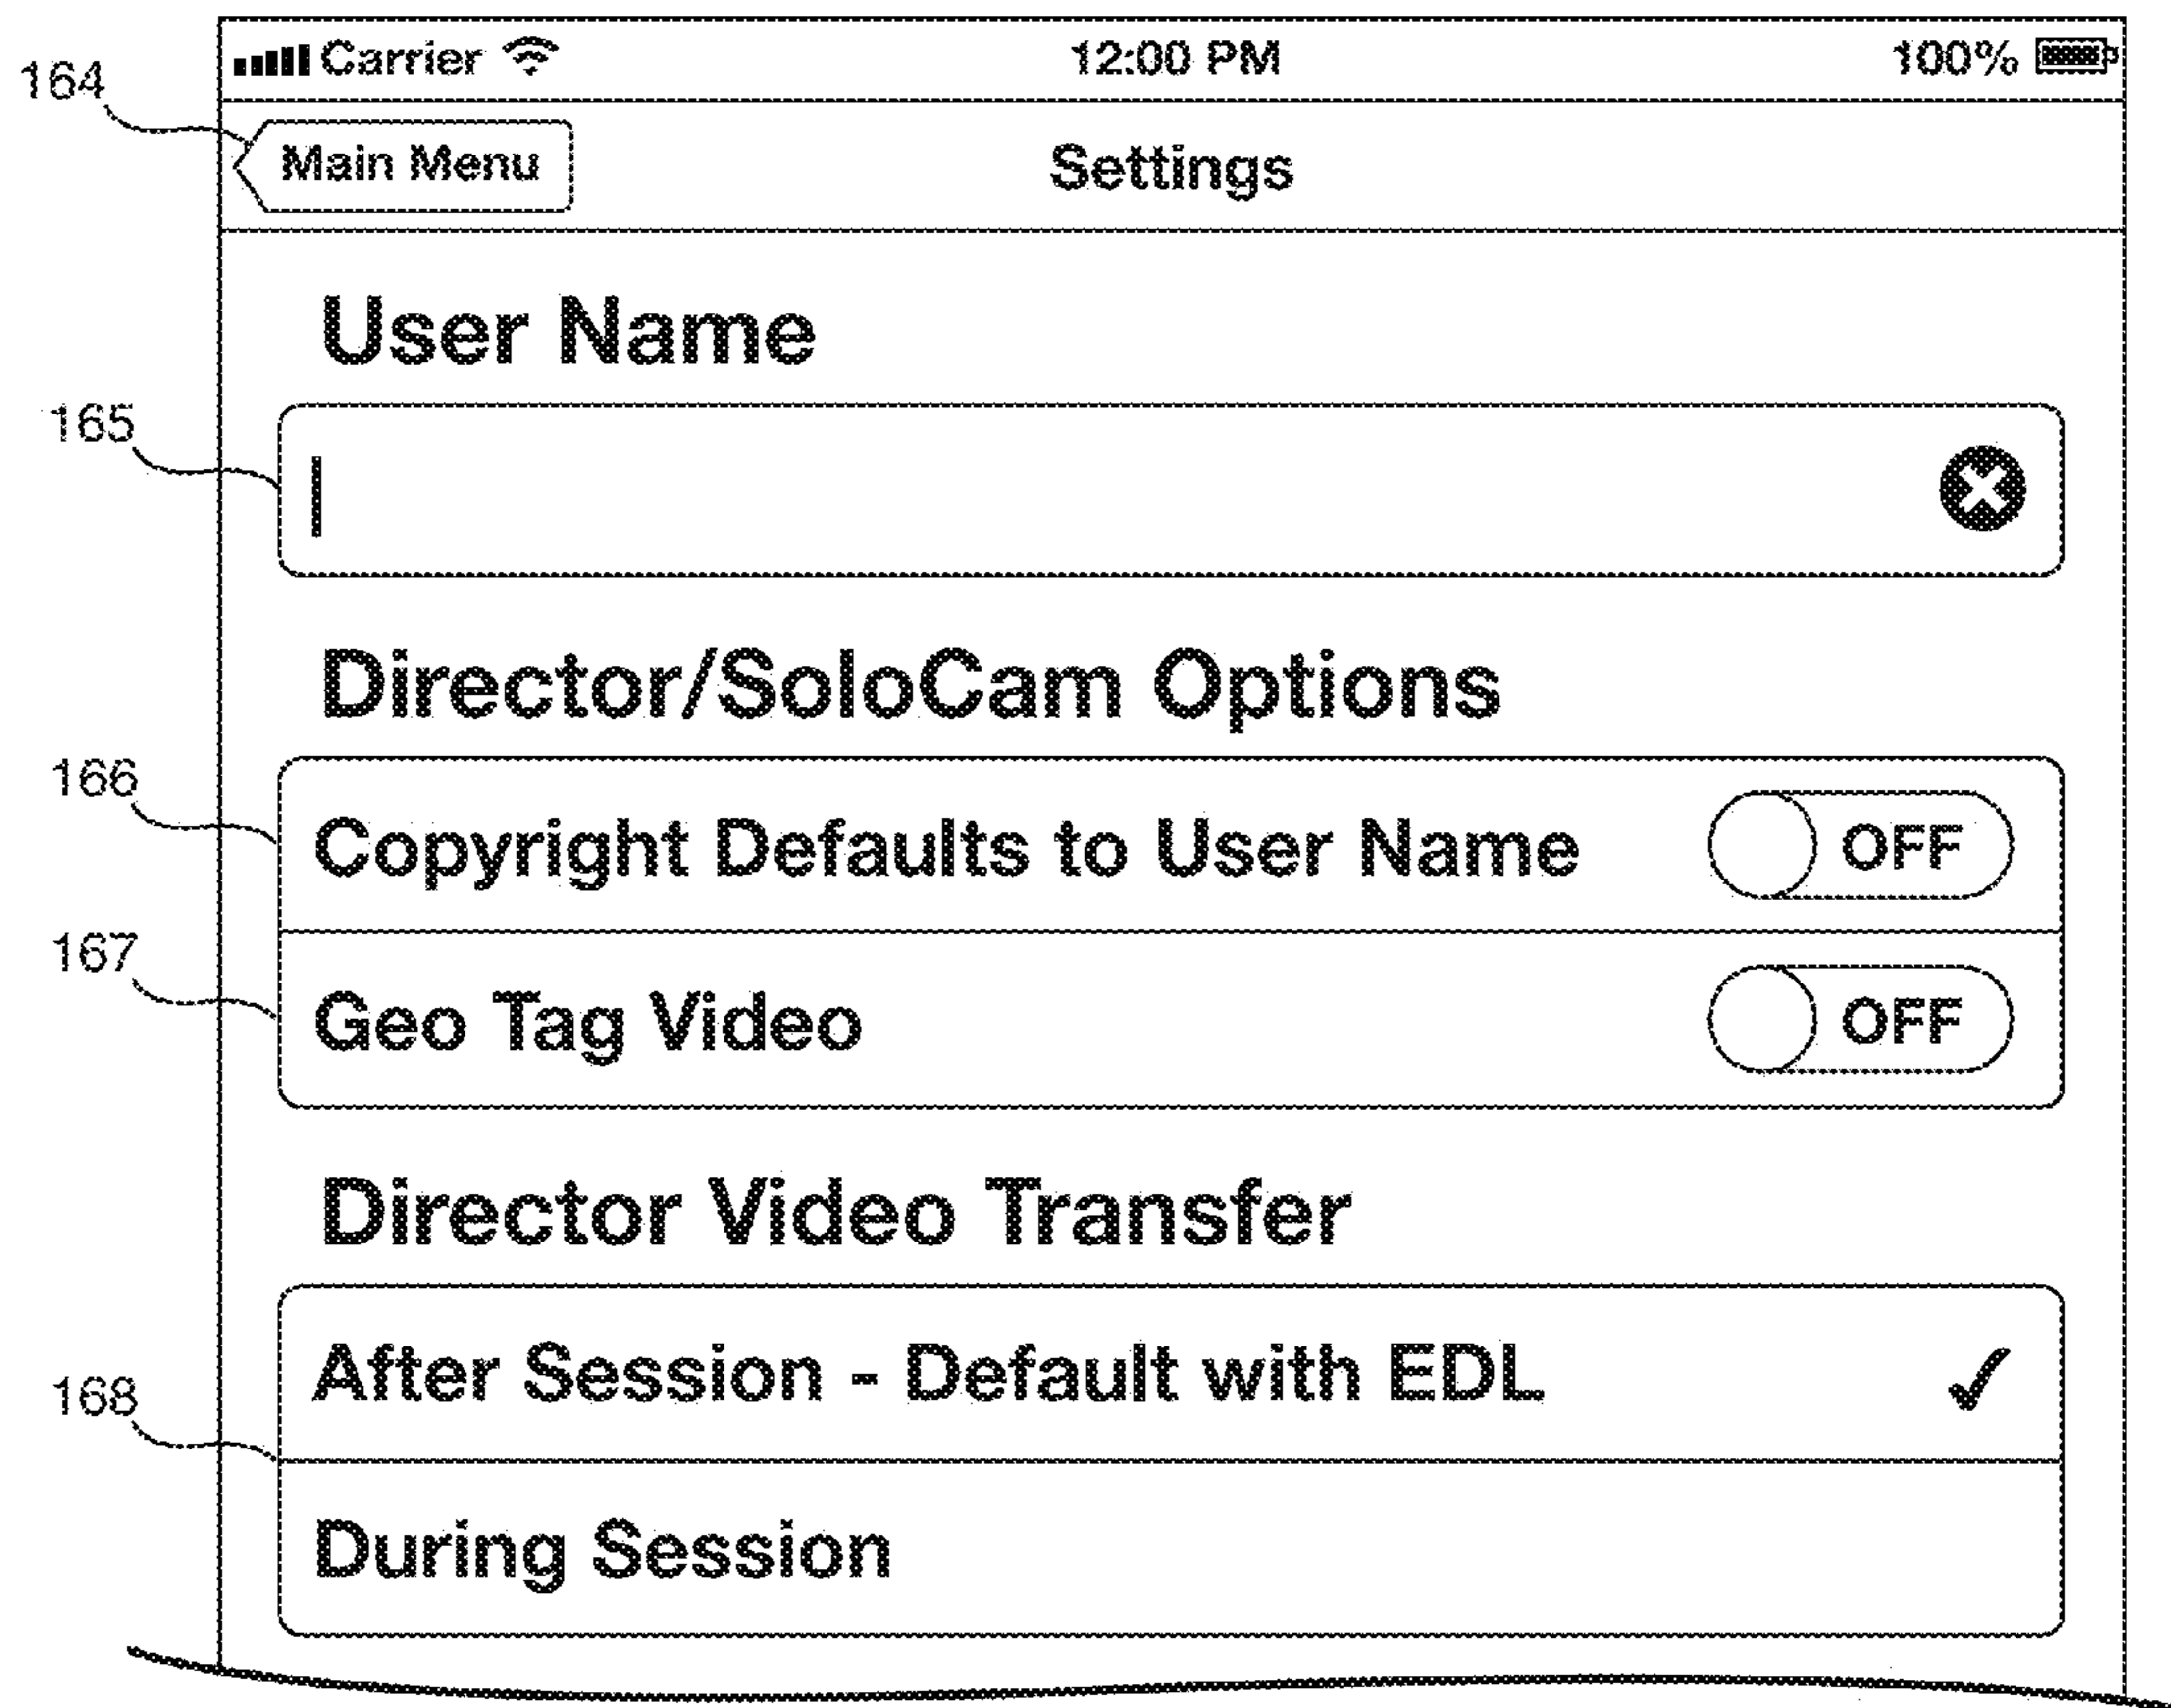 Carrier 12:00 PM 100%
164
Main Menu Settings
User Name
165
Director/SoloCam Options
166
Copyright Defaults to User Name OFF
167
Geo Tag Video OFF
Director Video Transfer
After Session - Default with EDL
168
During Session